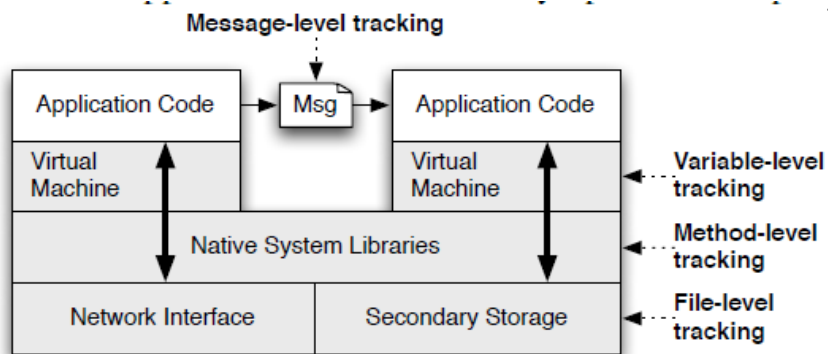 Message-level tracking
Application Code
Msg
Application Code
Virtual
Machine
Virtual
Machine
Variable-level
tracking
Native System Libraries
Method-level
tracking
Network Interface
Secondary Storage
File-level
tracking